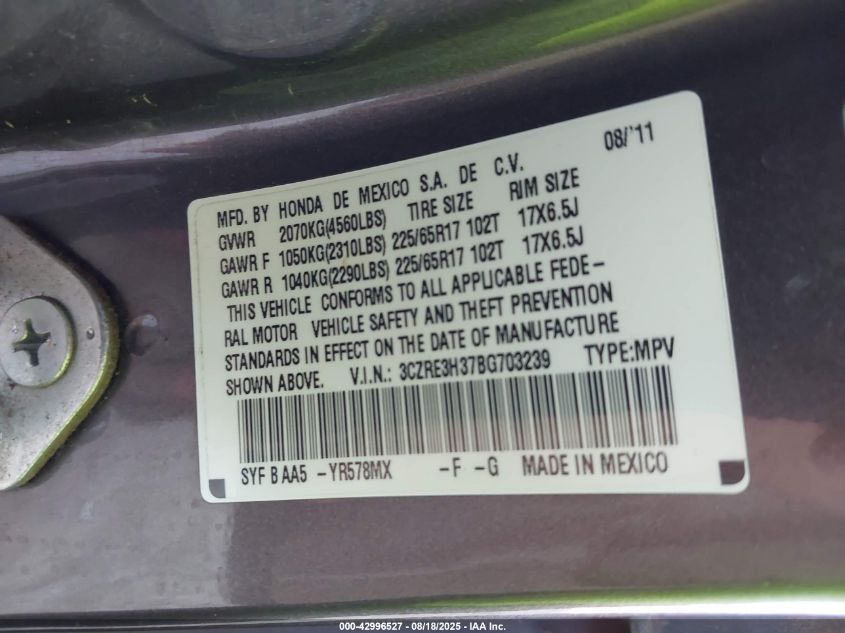 08/'11
MFD. BY HONDA DE MEXICO S.A. DE C.V.
GVWR 2070KG(4560LBS) TIRE SIZE RIM SIZE
GAWR F 1050KG(2310LBS) 225/65R17 102T 17X6.5J
GAWR R 1040KG(2290LBS) 225/65R17 102T 17X6.5J
THIS VEHICLE CONFORMS TO ALL APPLICABLE FEDE-
RAL MOTOR VEHICLE SAFETY AND THEFT PREVENTION
STANDARDS IN EFFECT ON THE DATE OF MANUFACTURE
SHOWN ABOVE. V.I.N.: 3CZRE3H37BG703239 TYPE:MPV
SYF B AA5 -YR578MX -F -G MADE IN MEXICO
000-42996527 - 08/18/2025 - IAA Inc.